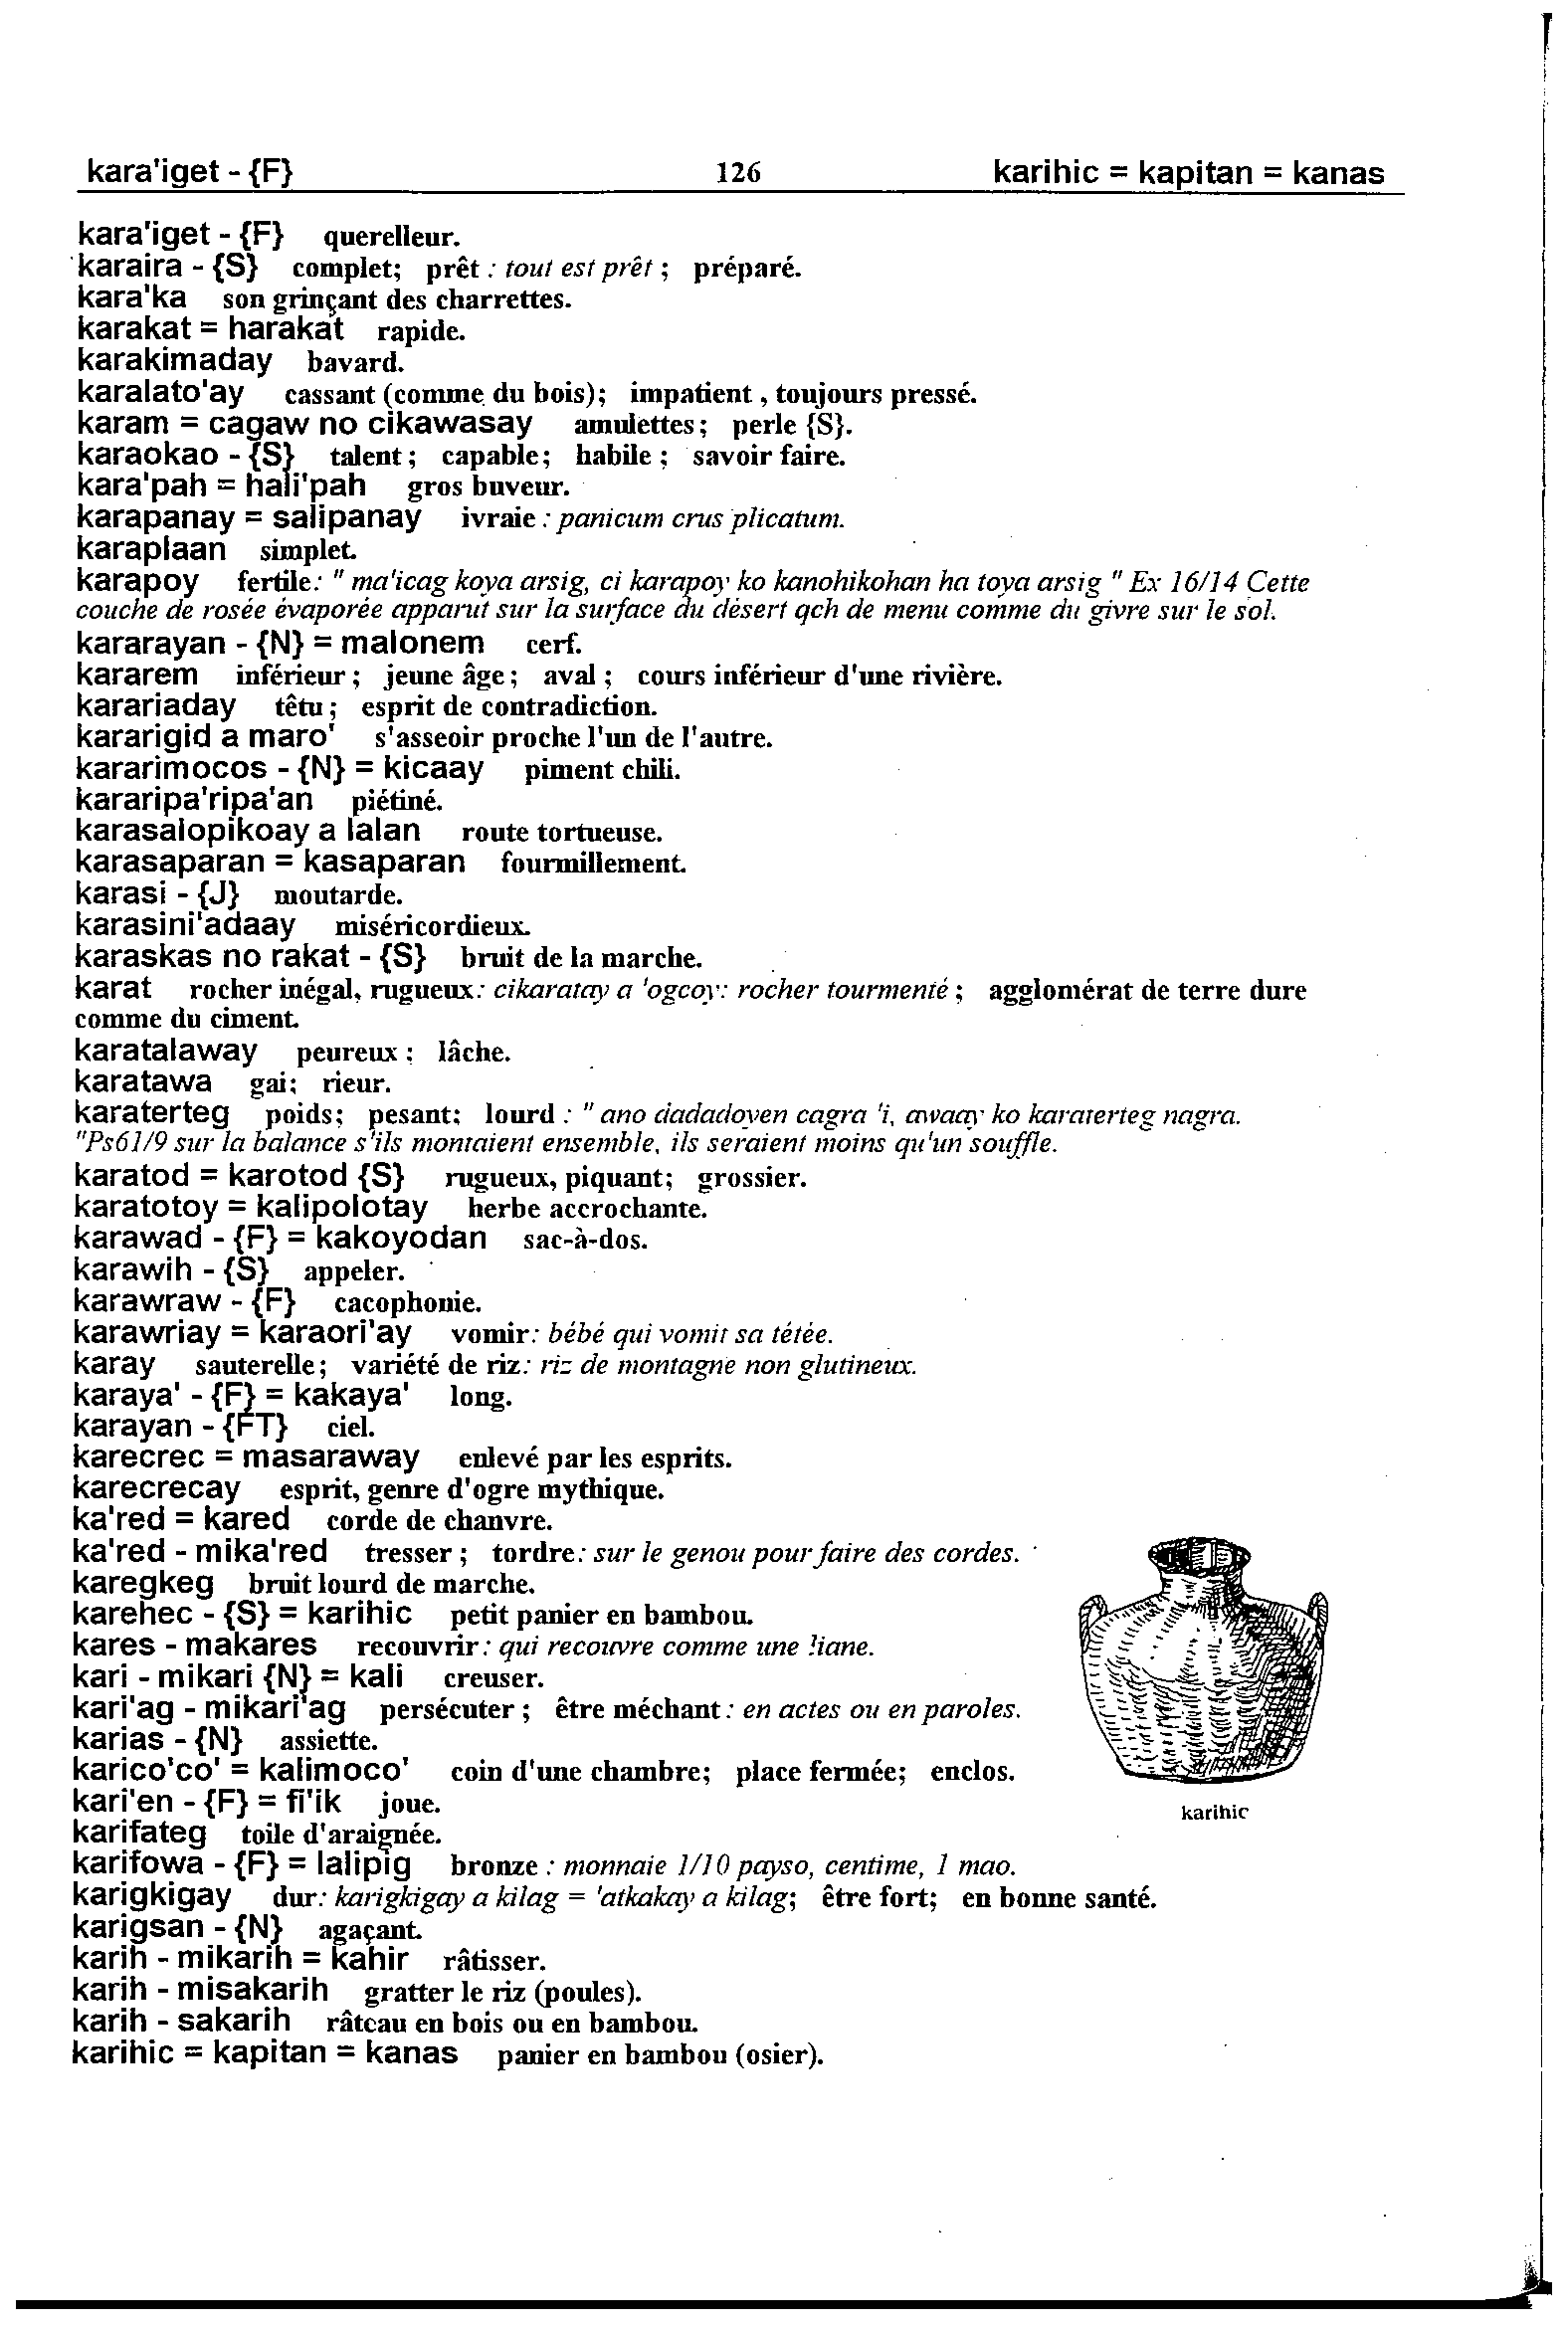 kara'iget - {F} 126 karihic = kapitan = kanas
kara'iget - {F} querelleur.
karaira - {S} complet; prêt : tout est prêt ; préparé.
kara'ka son grinçant des charrettes.
karakat = harakat rapide.
karakimaday bavard.
karalato'ay cassant (comme du bois); impatient , toujours pressé.
karam = cagaw no cikawasay amulettes ; perle {S}.
karaokao - {S} talent ; capable; habile ; savoir faire.
kara'pah = hali'pah gros buveur.
karapanay = salipanay ivraie : panicum crus plicatum.
karaplaan simplet.
karapoy fertile: " ma'icag koya arsig, ci karapoy ko kanohikohan ha toya arsig " Ex 16/14 Cette
couche de rosée évaporée apparut sur la surface du désert qch de menu comme du givre sur le sol.
kararayan - {N} = malonem cerf.
kararem inférieur ; jeune âge ; aval ; cours inférieur d'une rivière.
karariaday têtu ; esprit de contradiction.
kararigid a maro' s'asseoir proche l'un de l'autre.
kararimocos - {N} = kicaay piment chili.
kararipa'ripa'an piétiné.
karasalopikoay a lalan route tortueuse.
karasaparan = kasaparan fourmillement.
karasi - {J} moutarde.
karasini'adaay miséricordieux.
karaskas no rakat - {S} bruit de la marche.
karat rocher inégal, rugueux: cikaratay a 'ogcoy: rocher tourmenté ; agglomérat de terre dure
comme du ciment.
karatalaway peureux ; lâche.
karatawa gai; rieur.
karaterteg poids; pesant; lourd : " ano dadadoyen cagra 'i, awaay ko karaterteg nagra.
"Ps61/9 sur la balance s'ils montaient ensemble, ils seraient moins qu'un souffle.
karatod = karotod {S} rugueux, piquant; grossier.
karatotoy = kalipolotay herbe accrochante.
karawad - {F} = kakoyodan sac-à-dos.
karawih - {S} appeler.
karawraw - {F} cacophonie.
karawriay = karaori'ay vomir: bébé qui vomit sa tétée.
karay sauterelle ; variété de riz: riz de montagne non glutineux.
karaya' - {F} = kakaya' long.
karayan - {FT} ciel.
karecrec = masaraway enlevé par les esprits.
karecrecay esprit, genre d'ogre mythique.
ka'red = kared corde de chanvre.
ka'red - mika'red tresser ; tordre: sur le genou pour faire des cordes.
karegkeg bruit lourd de marche.
karehec - {S} = karihic petit panier en bambou.
kares - makares recouvrir : qui recouvre comme une liane.
kari - mikari {N} = kali creuser.
kari'ag - mikari'ag persécuter ; être méchant : en actes ou en paroles.
karias - {N} assiette.
karico'co' = kalimoco' coin d'une chambre; place fermée; enclos.
kari'en - {F} = fi'ik joue.
karihic
karifateg toile d'araignée.
karifowa - {F} = lalipig bronze : monnaie 1/10 payso, centime, 1 mao.
karigkigay dur: karigkigay a kilag = 'atkakay a kilag; être fort; en bonne santé.
karigsan - {N} agaçant.
karih - mikarih = kahir râtisser.
karih - misakarih gratter le riz (poules).
karih - sakarih râteau en bois ou en bambou.
karihic = kapitan = kanas panier en bambou (osier).